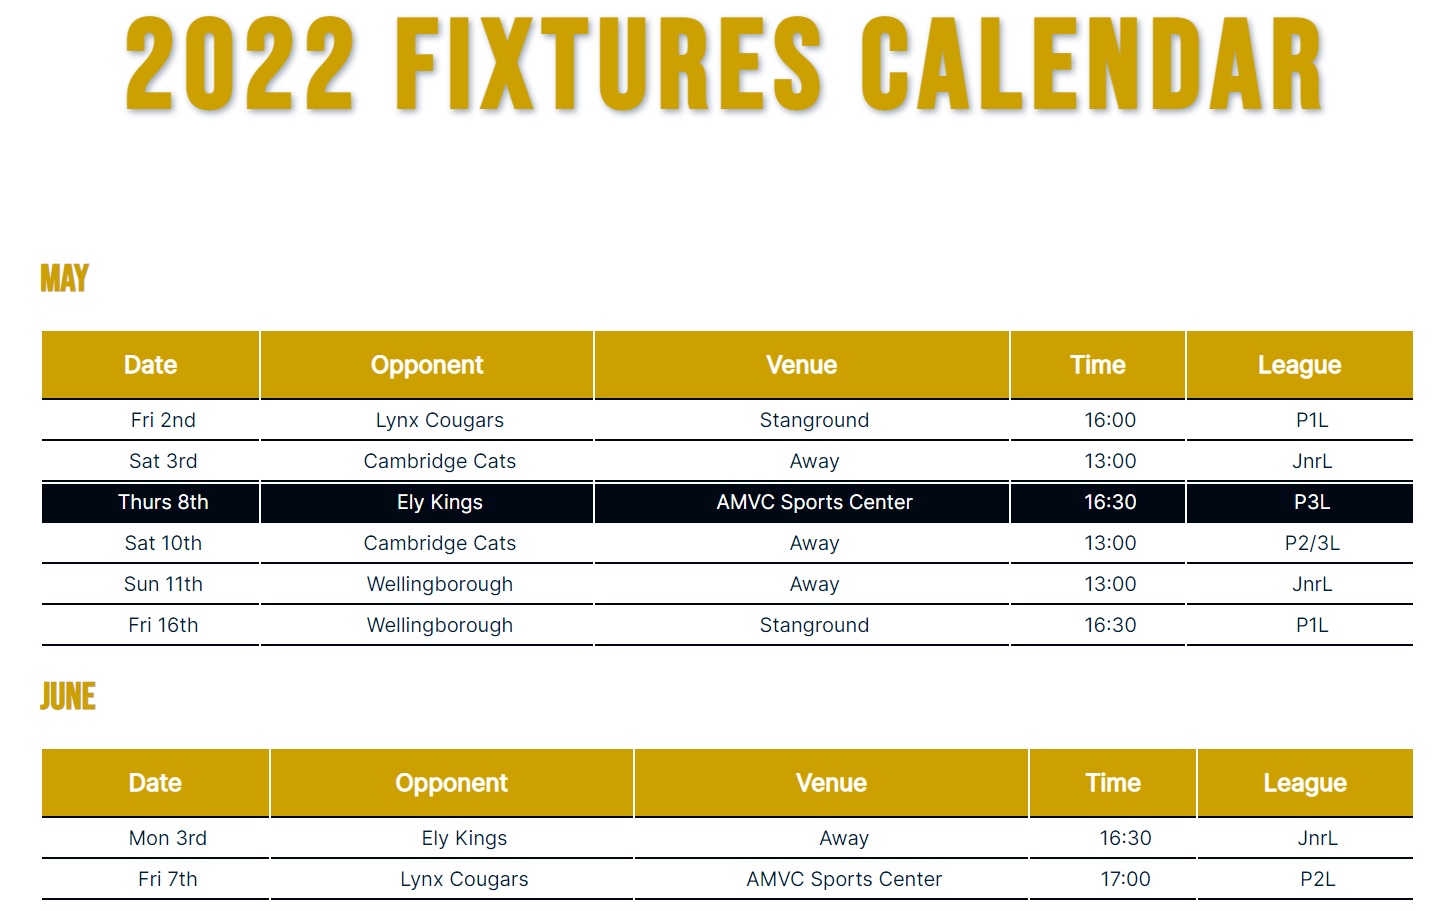 2022 FIXTURES CALENDAR
MAY
Date Opponent Venue Time League
Fri 2nd Lynx Cougars Stanground 16:00 P1L
Sat 3rd Cambridge Cats Away 13:00 JnrL
Thurs 8th Ely Kings AMVC Sports Center 16:30 P3L
Sat 10th Cambridge Cats Away 13:00 P2/3L
Sun 11th Wellingborough Away 13:00 JnrL
Fri 16th Wellingborough Stanground 16:30 P1L
JUNE
Date Opponent Venue Time League
Mon 3rd Ely Kings Away 16:30 JnrL
Fri 7th Lynx Cougars AMVC Sports Center 17:00 P2L